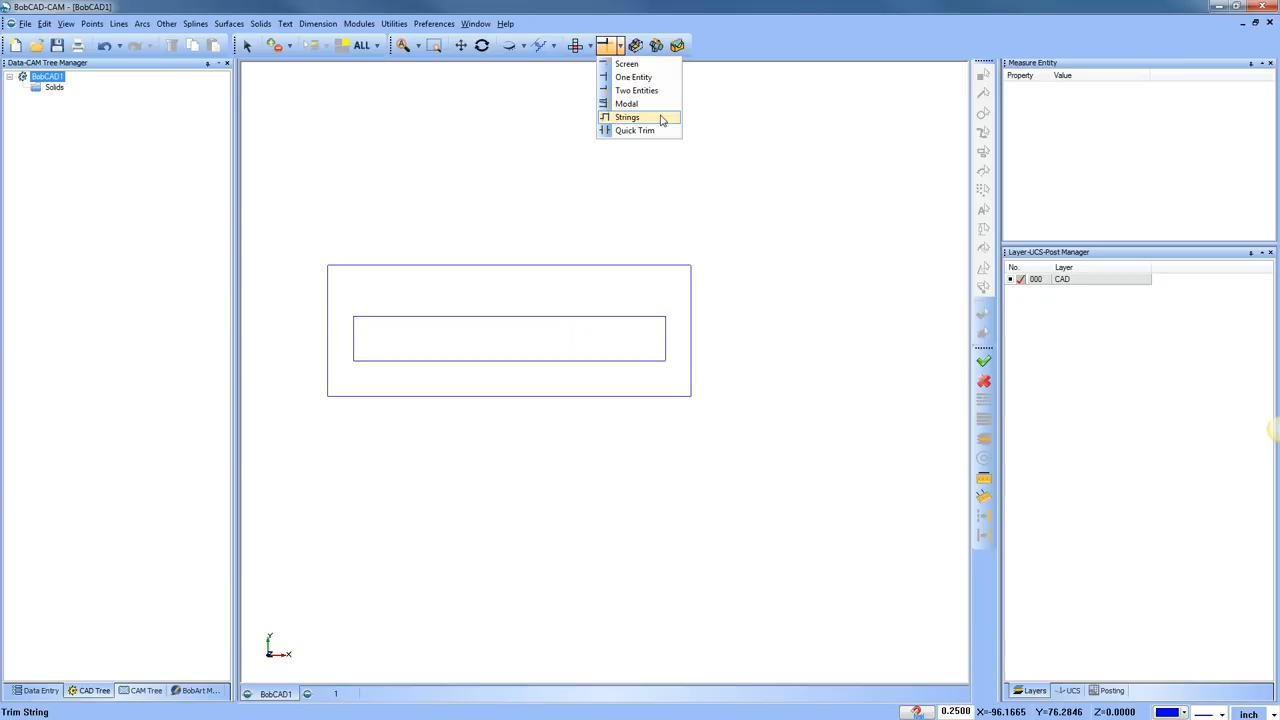 BobCAD-CAM - [BobCAD1]
File Edit View Points Lines Arcs Other Splines Surfaces Solids Text Dimension Modules Utilities Preferences Window Help
ALL
Data-CAM Tree Manager
BobCAD1
Solids
Screen
One Entity
Two Entities
Modal
Strings
Quick Trim
Measure Entity
Property Value
Layer-UCS-Post Manager
No. Layer
000 CAD
Y
Z X
Data Entry CAD Tree CAM Tree BobArt M...
BobCAD1 1
Layers UCS Posting
Trim String 0.2500 X=-96.1665 Y=76.2846 Z=0.0000 inch